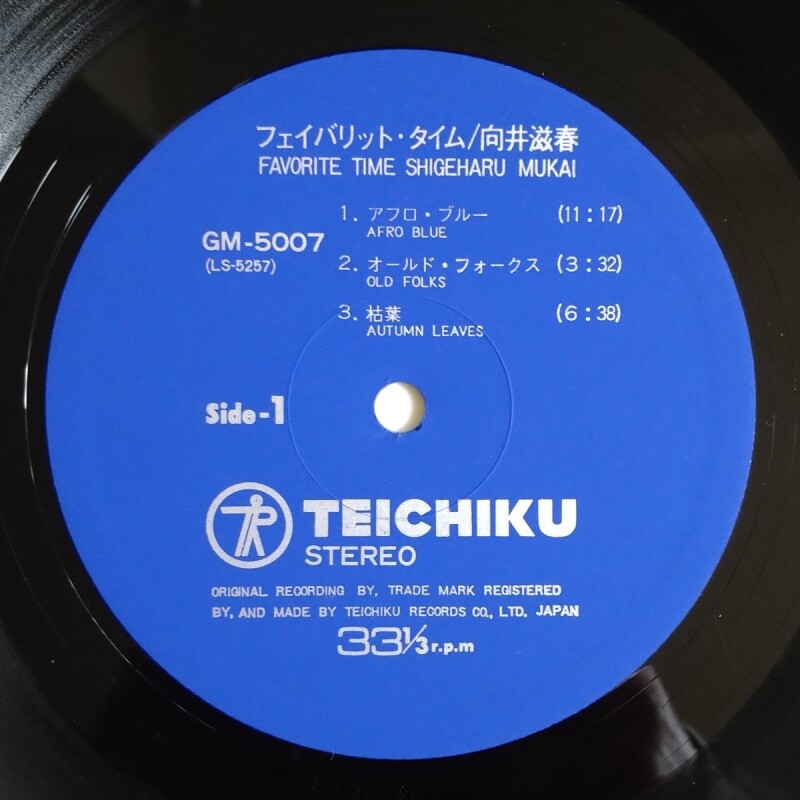 フェイバリット・タイム/向井滋春
FAVORITE TIME SHIGEHARU MUKAI
1. アフロ・ブルー (11:17)
AFRO BLUE
GM-5007
(LS-5257)
2. オールド・フォークス (3:32)
OLD FOLKS
3. 枯葉 (6:38)
AUTUMN LEAVES
Side-1
TEICHIKU
STEREO
ORIGINAL RECORDING BY, TRADE MARK REGISTERED
BY, AND MADE BY TEICHIKU RECORDS CO., LTD. JAPAN
33⅓ r.p.m